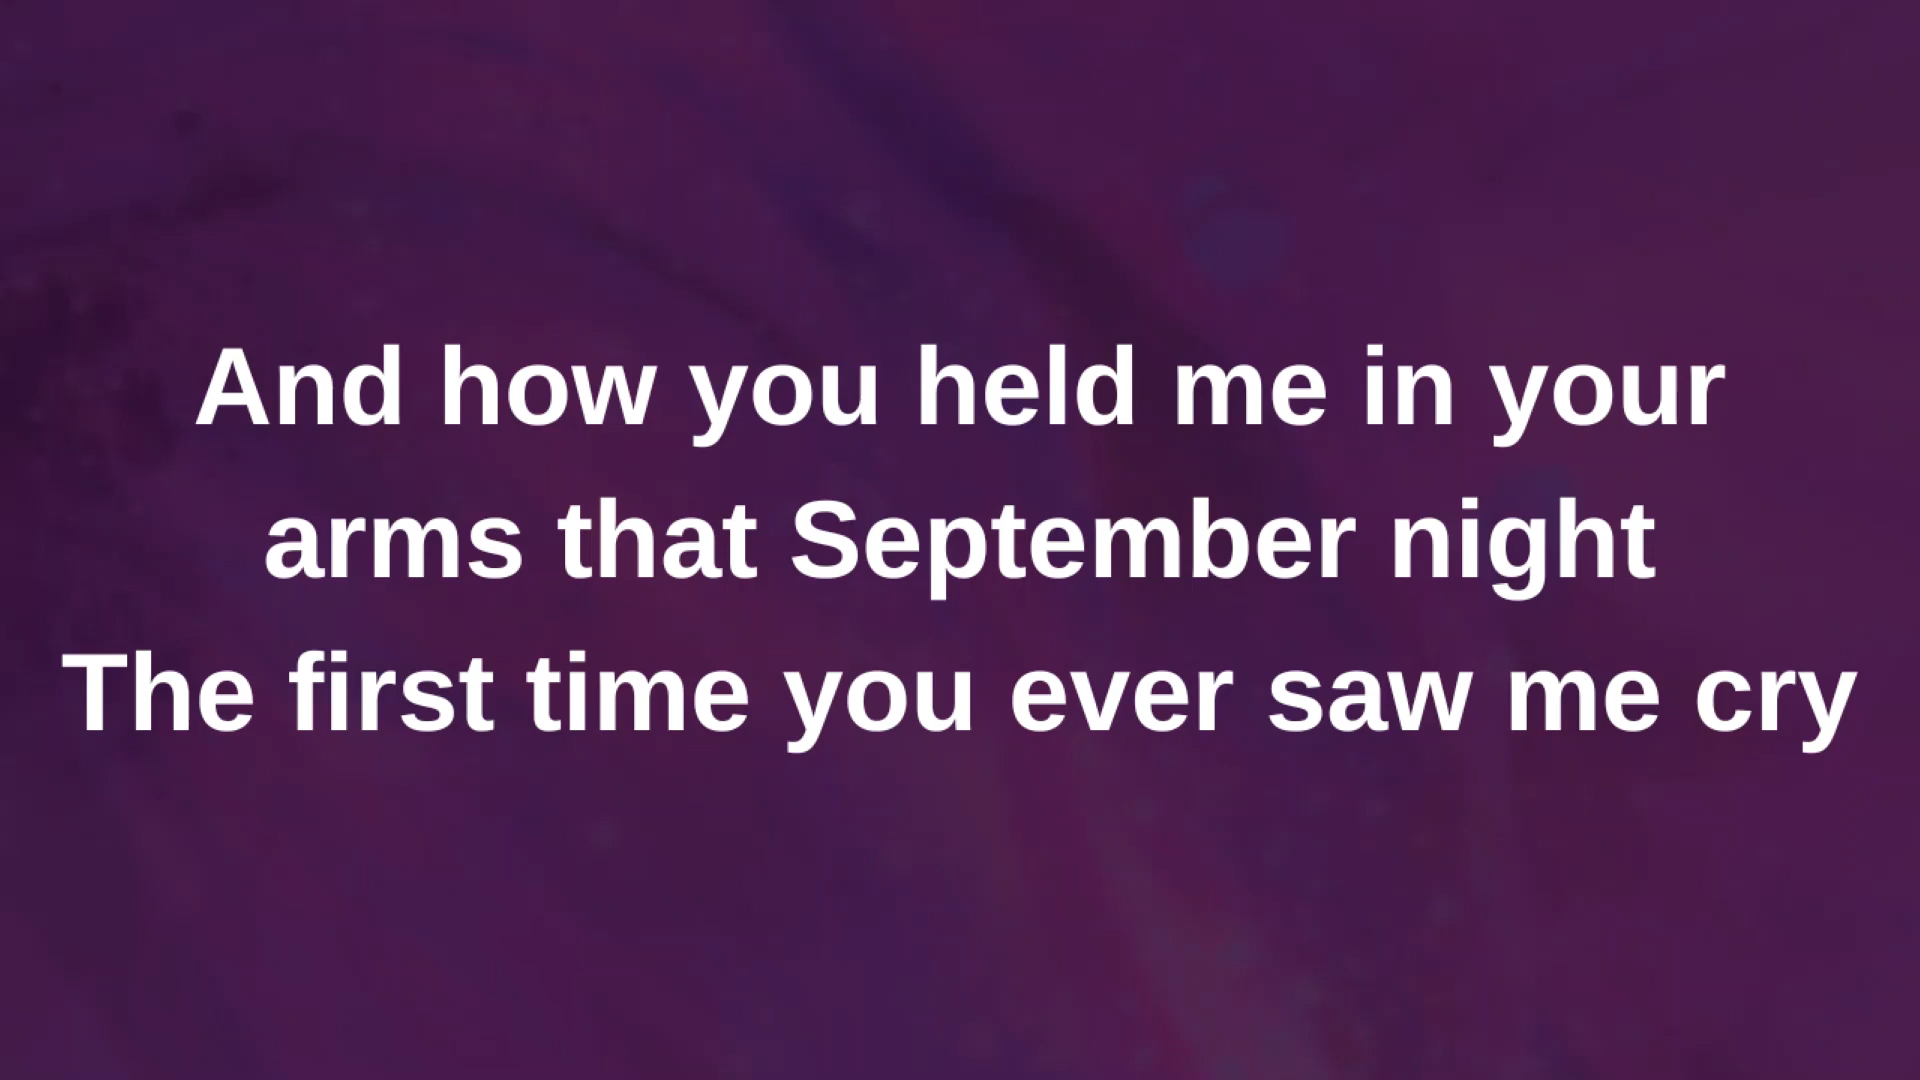 And how you held me in your
arms that September night
The first time you ever saw me cry